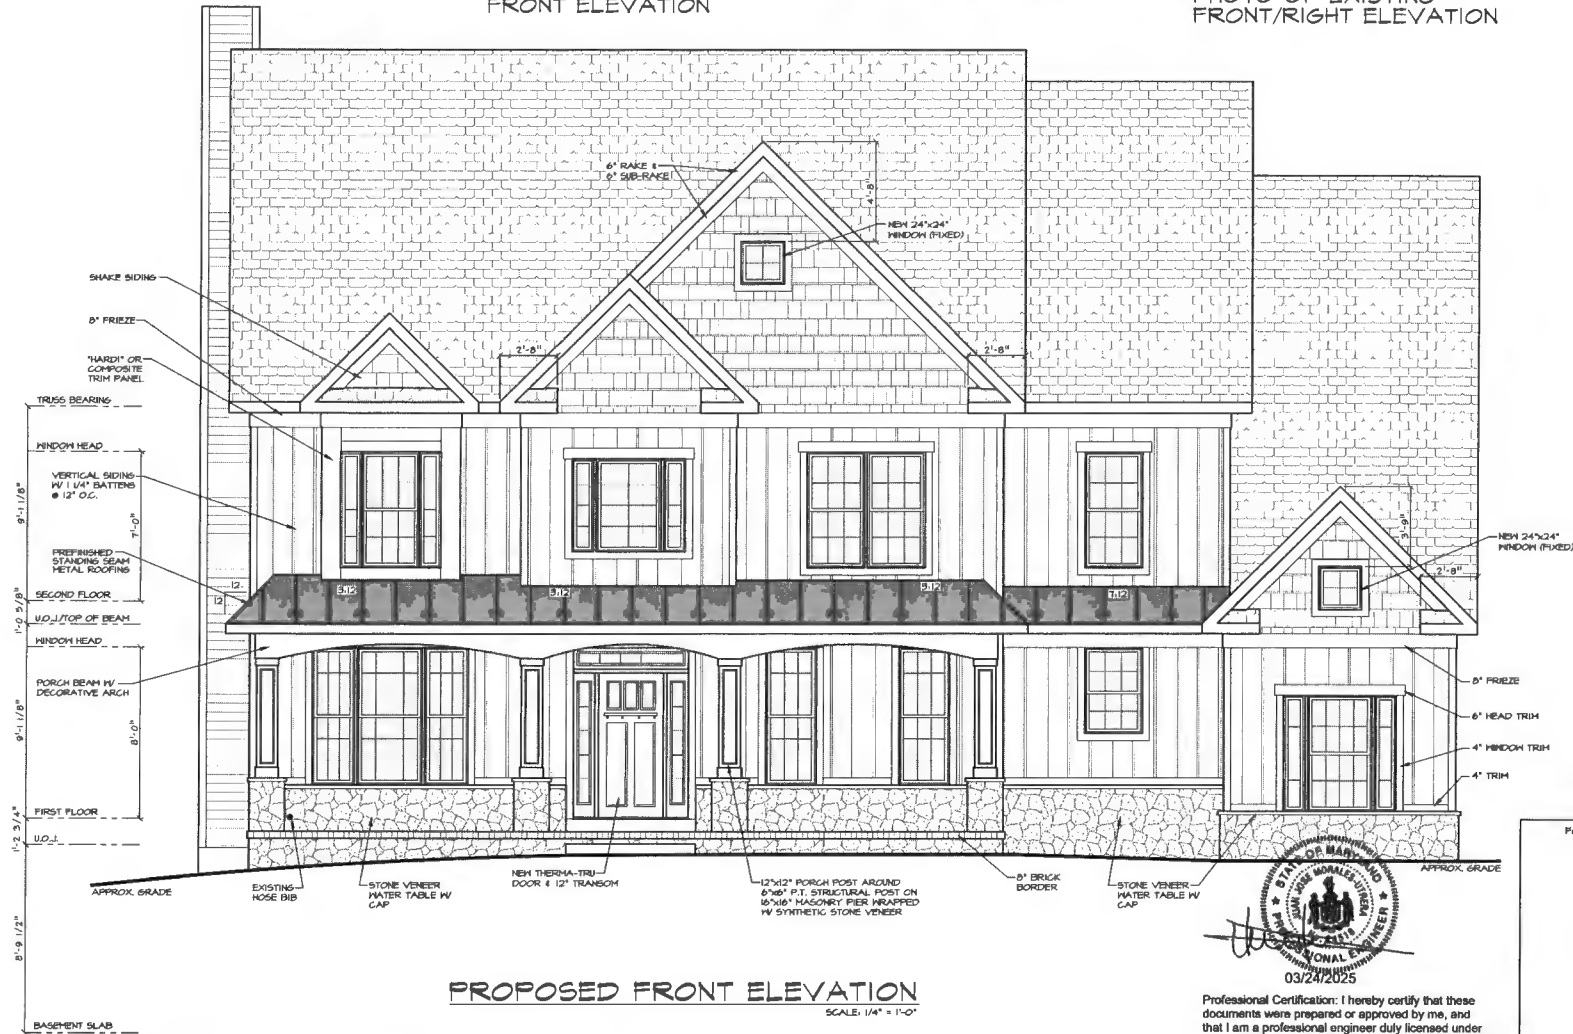 FRONT ELEVATION
PHOTO OF EXISTING
FRONT/RIGHT ELEVATION
6" RAKE &
6" SUB-RAKE
4'-8"
NEW 24"x24"
WINDOW (FIXED)
SHAKE SIDING
8" FRIEZE
"HARDI" OR
COMPOSITE
TRIM PANEL
2'-8"
2'-8"
TRUSS BEARING
WINDOW HEAD
VERTICAL SIDING
W/ 1 1/4" BATTENS
@ 12" O.C.
9'-1 1/8"
7'-0"
PREFINISHED
STANDING SEAM
METAL ROOFING
3'-9"
NEW 24"x24"
WINDOW (FIXED)
2'-8"
12
12
7:12
SECOND FLOOR
1'-0 5/8"
U.O.J./TOP OF BEAM
WINDOW HEAD
PORCH BEAM W/
DECORATIVE ARCH
9'-1 1/8"
8'-0"
8" FRIEZE
6" HEAD TRIM
4" WINDOW TRIM
4" TRIM
FIRST FLOOR
1'-2 3/4"
U.O.J.
APPROX. GRADE
EXISTING
HOSE BIB
STONE VENEER
WATER TABLE W/
CAP
NEW THERMA-TRU
DOOR & 12" TRANSOM
12"x12" PORCH POST AROUND
6"x6" P.T. STRUCTURAL POST ON
16"x16" MASONRY PIER WRAPPED
W/ SYNTHETIC STONE VENEER
8" BRICK
BORDER
STONE VENEER
WATER TABLE W/
CAP
APPROX. GRADE
8'-9 1/2"
BASEMENT SLAB
PROPOSED FRONT ELEVATION
SCALE: 1/4" = 1'-0"
STATE OF MARYLAND
JUAN JOSE MORALES-UTRERA
PROFESSIONAL ENGINEER
03/24/2025
Professional Certification: I hereby certify that these
documents were prepared or approved by me, and
that I am a professional engineer duly licensed under